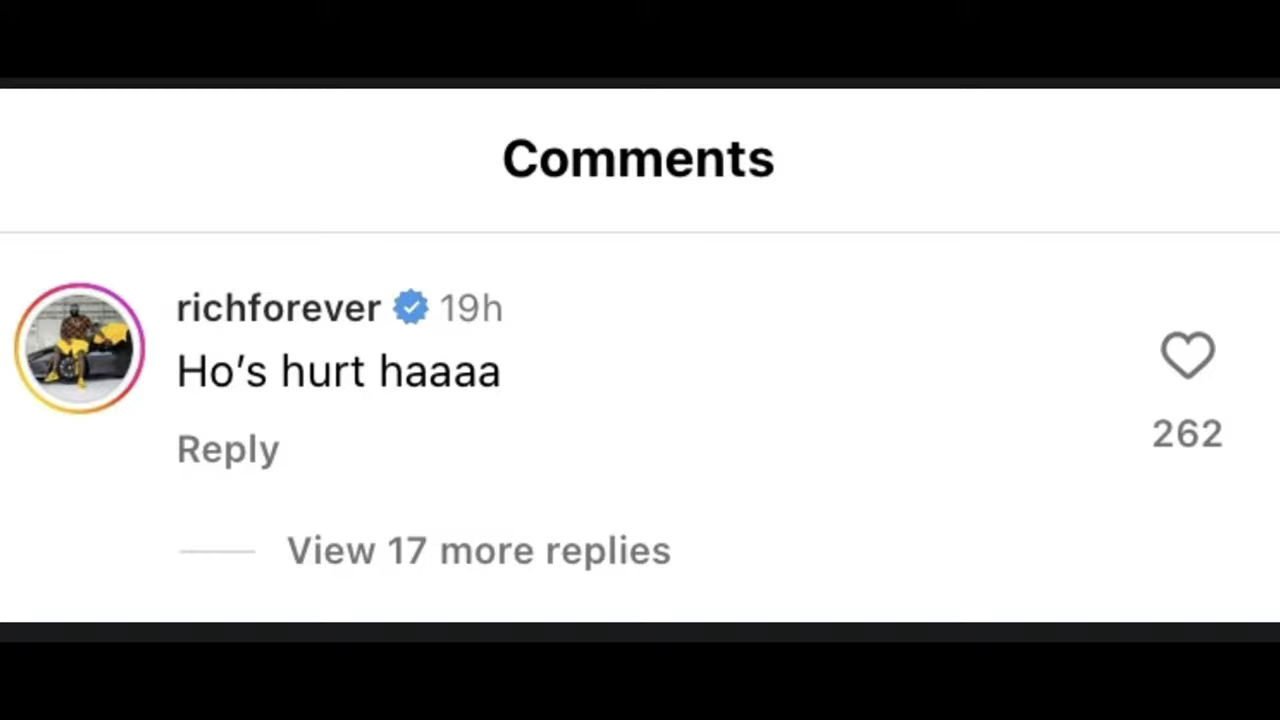 Comments
richforever 19h
Ho’s hurt haaaa
Reply
262
View 17 more replies